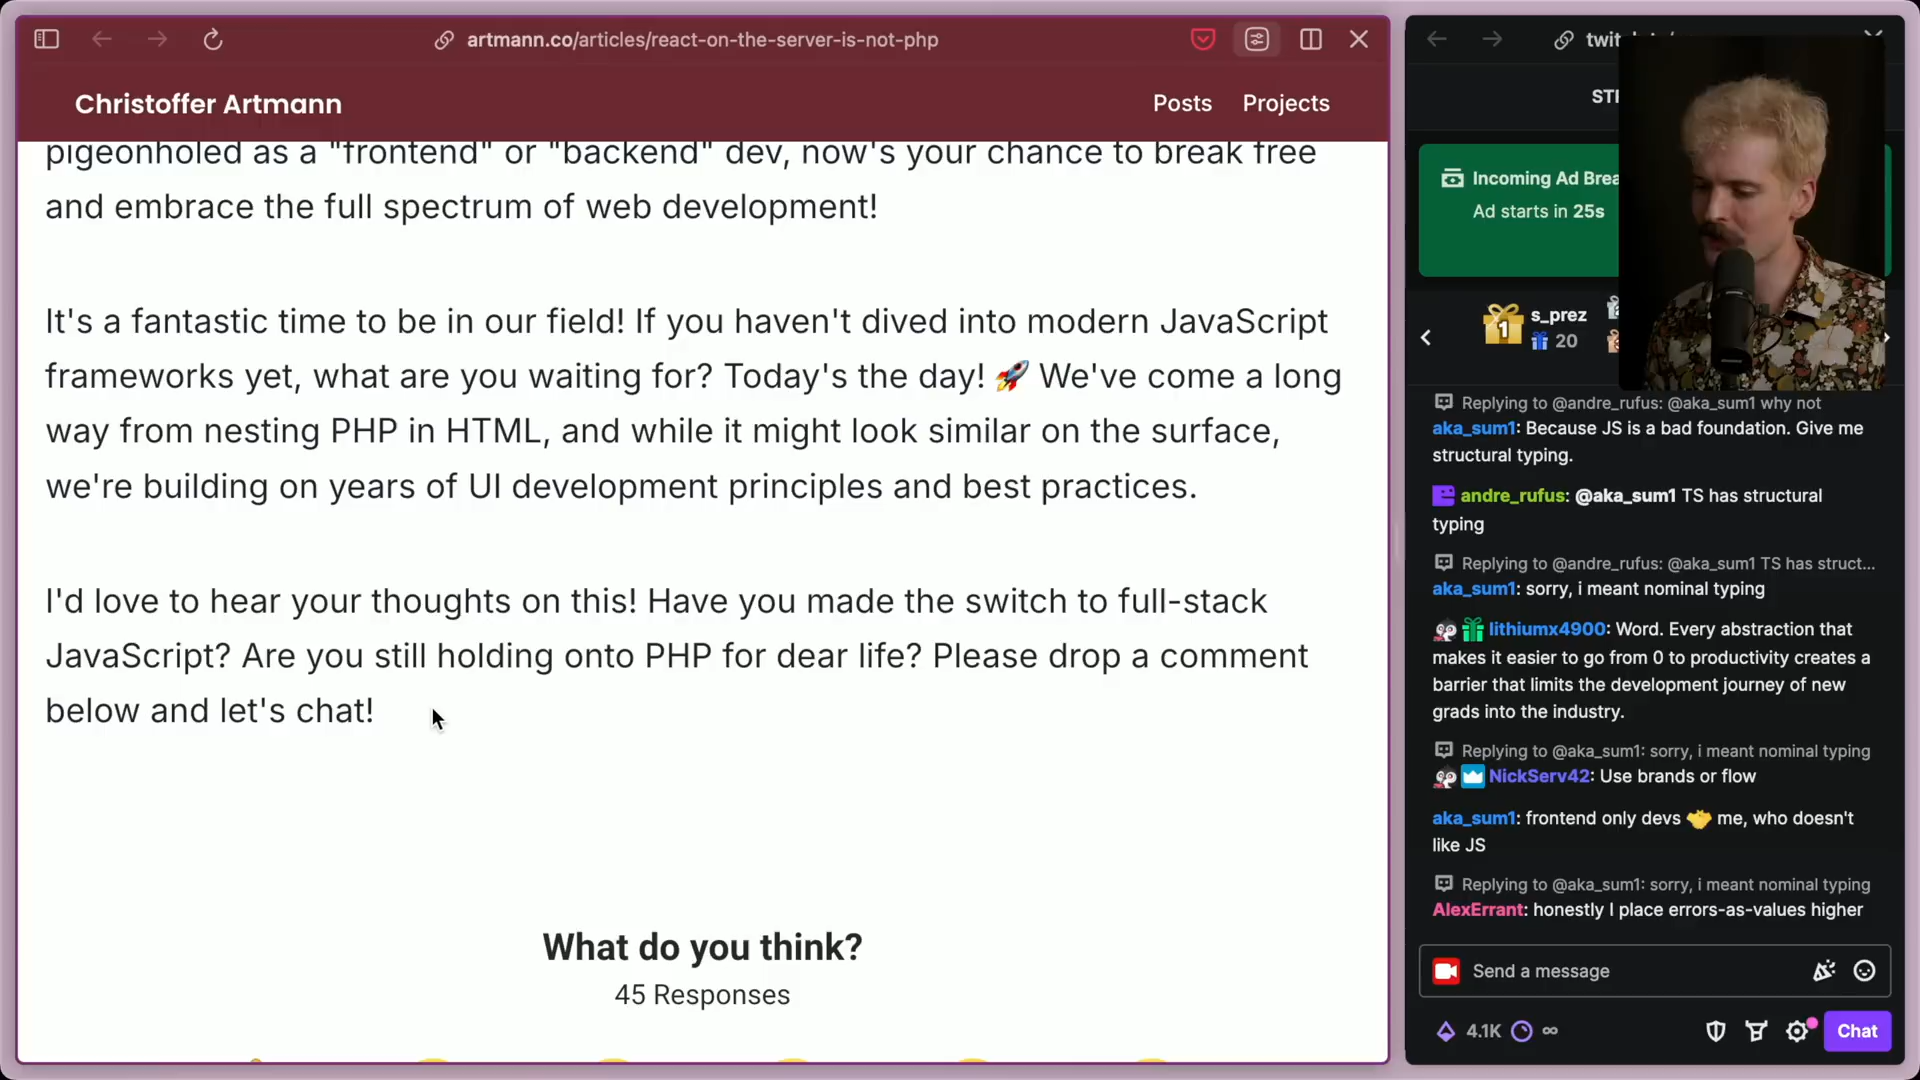 artmann.co/articles/react-on-the-server-is-not-php
Christoffer Artmann
Posts
Projects
pigeonholed as a "frontend" or "backend" dev, now's your chance to break free
and embrace the full spectrum of web development!
It's a fantastic time to be in our field! If you haven't dived into modern JavaScript
frameworks yet, what are you waiting for? Today's the day! 🚀 We've come a long
way from nesting PHP in HTML, and while it might look similar on the surface,
we're building on years of UI development principles and best practices.
I'd love to hear your thoughts on this! Have you made the switch to full-stack
JavaScript? Are you still holding onto PHP for dear life? Please drop a comment
below and let's chat!
What do you think?
45 Responses
Incoming Ad Brea
Ad starts in 25s
1
s_prez
20
Replying to @andre_rufus: @aka_sum1 why not
aka_sum1: Because JS is a bad foundation. Give me
structural typing.
andre_rufus: @aka_sum1 TS has structural
typing
Replying to @andre_rufus: @aka_sum1 TS has struct...
aka_sum1: sorry, i meant nominal typing
lithiumx4900: Word. Every abstraction that
makes it easier to go from 0 to productivity creates a
barrier that limits the development journey of new
grads into the industry.
Replying to @aka_sum1: sorry, i meant nominal typing
NickServ42: Use brands or flow
aka_sum1: frontend only devs 🤝 me, who doesn't
like JS
Replying to @aka_sum1: sorry, i meant nominal typing
AlexErrant: honestly I place errors-as-values higher
Send a message
4.1K
∞
Chat